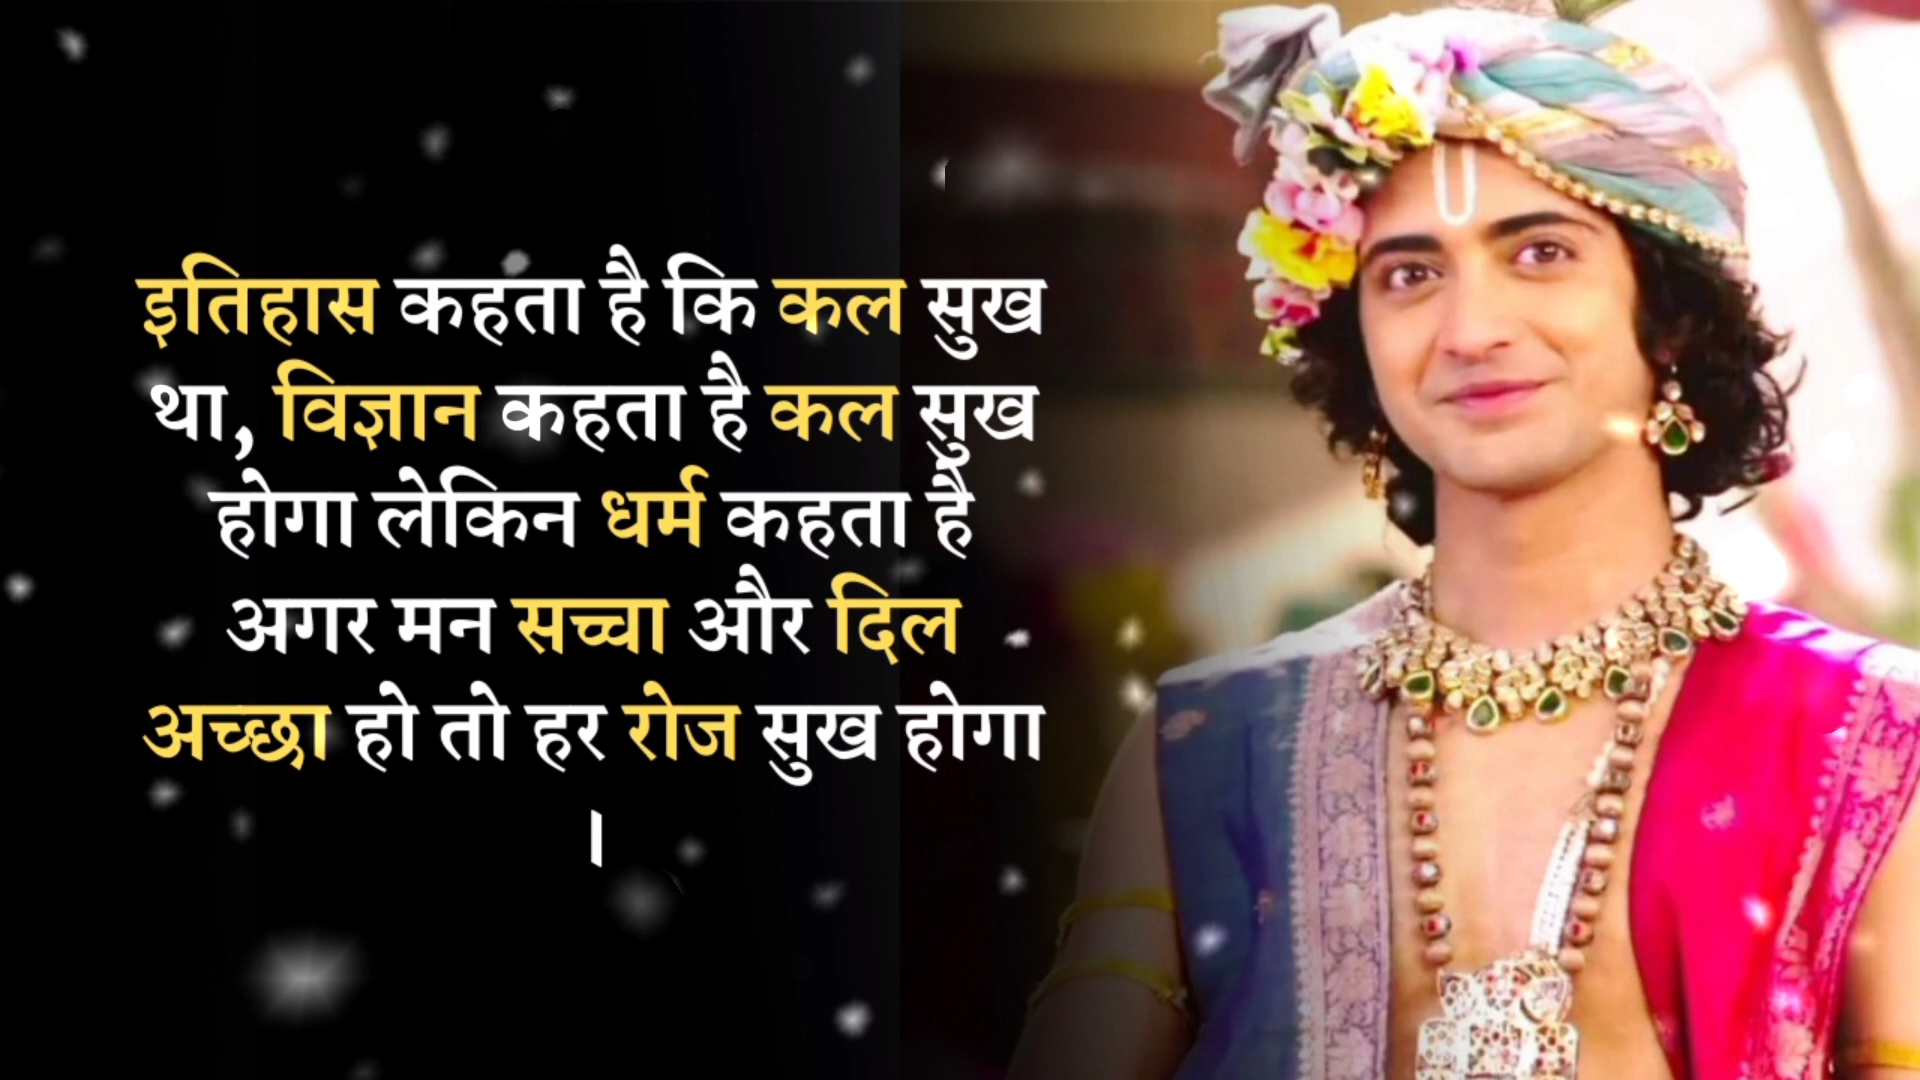 इतिहास कहता है कि कल सुख
था, विज्ञान कहता है कल सुख
होगा लेकिन धर्म कहता है
अगर मन सच्चा और दिल
अच्छा हो तो हर रोज सुख होगा
।